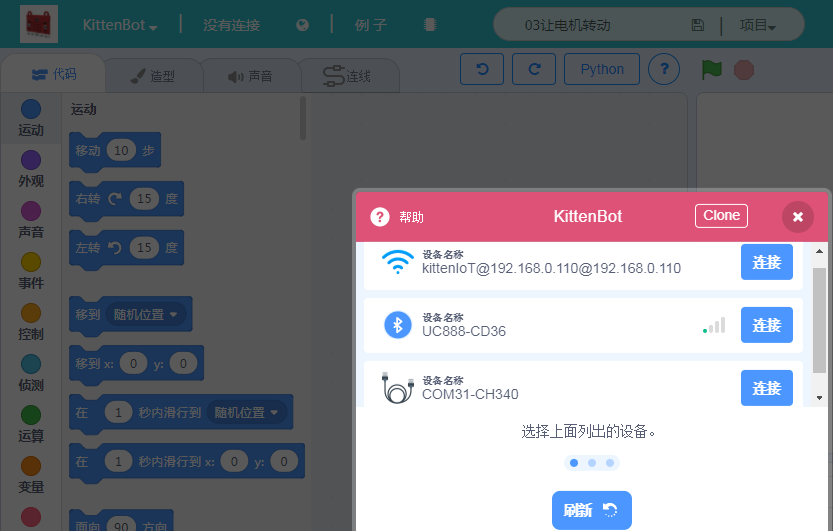 KittenBot 没有连接 例子 03让电机转动 项目
代码 造型 声音 连线 Python ?
运动
外观
声音
事件
控制
侦测
运算
变量
运动
移动 10 步
右转 15 度
左转 15 度
移到 随机位置
移到 x: 0 y: 0
在 1 秒内滑行到 随机位置
在 1 秒内滑行到 x: 0 y: 0
面向 90 方向
? 帮助 KittenBot Clone
设备名称
kittenIoT@192.168.0.110@192.168.0.110 连接
设备名称
UC888-CD36 连接
设备名称
COM31-CH340 连接
选择上面列出的设备。
刷新